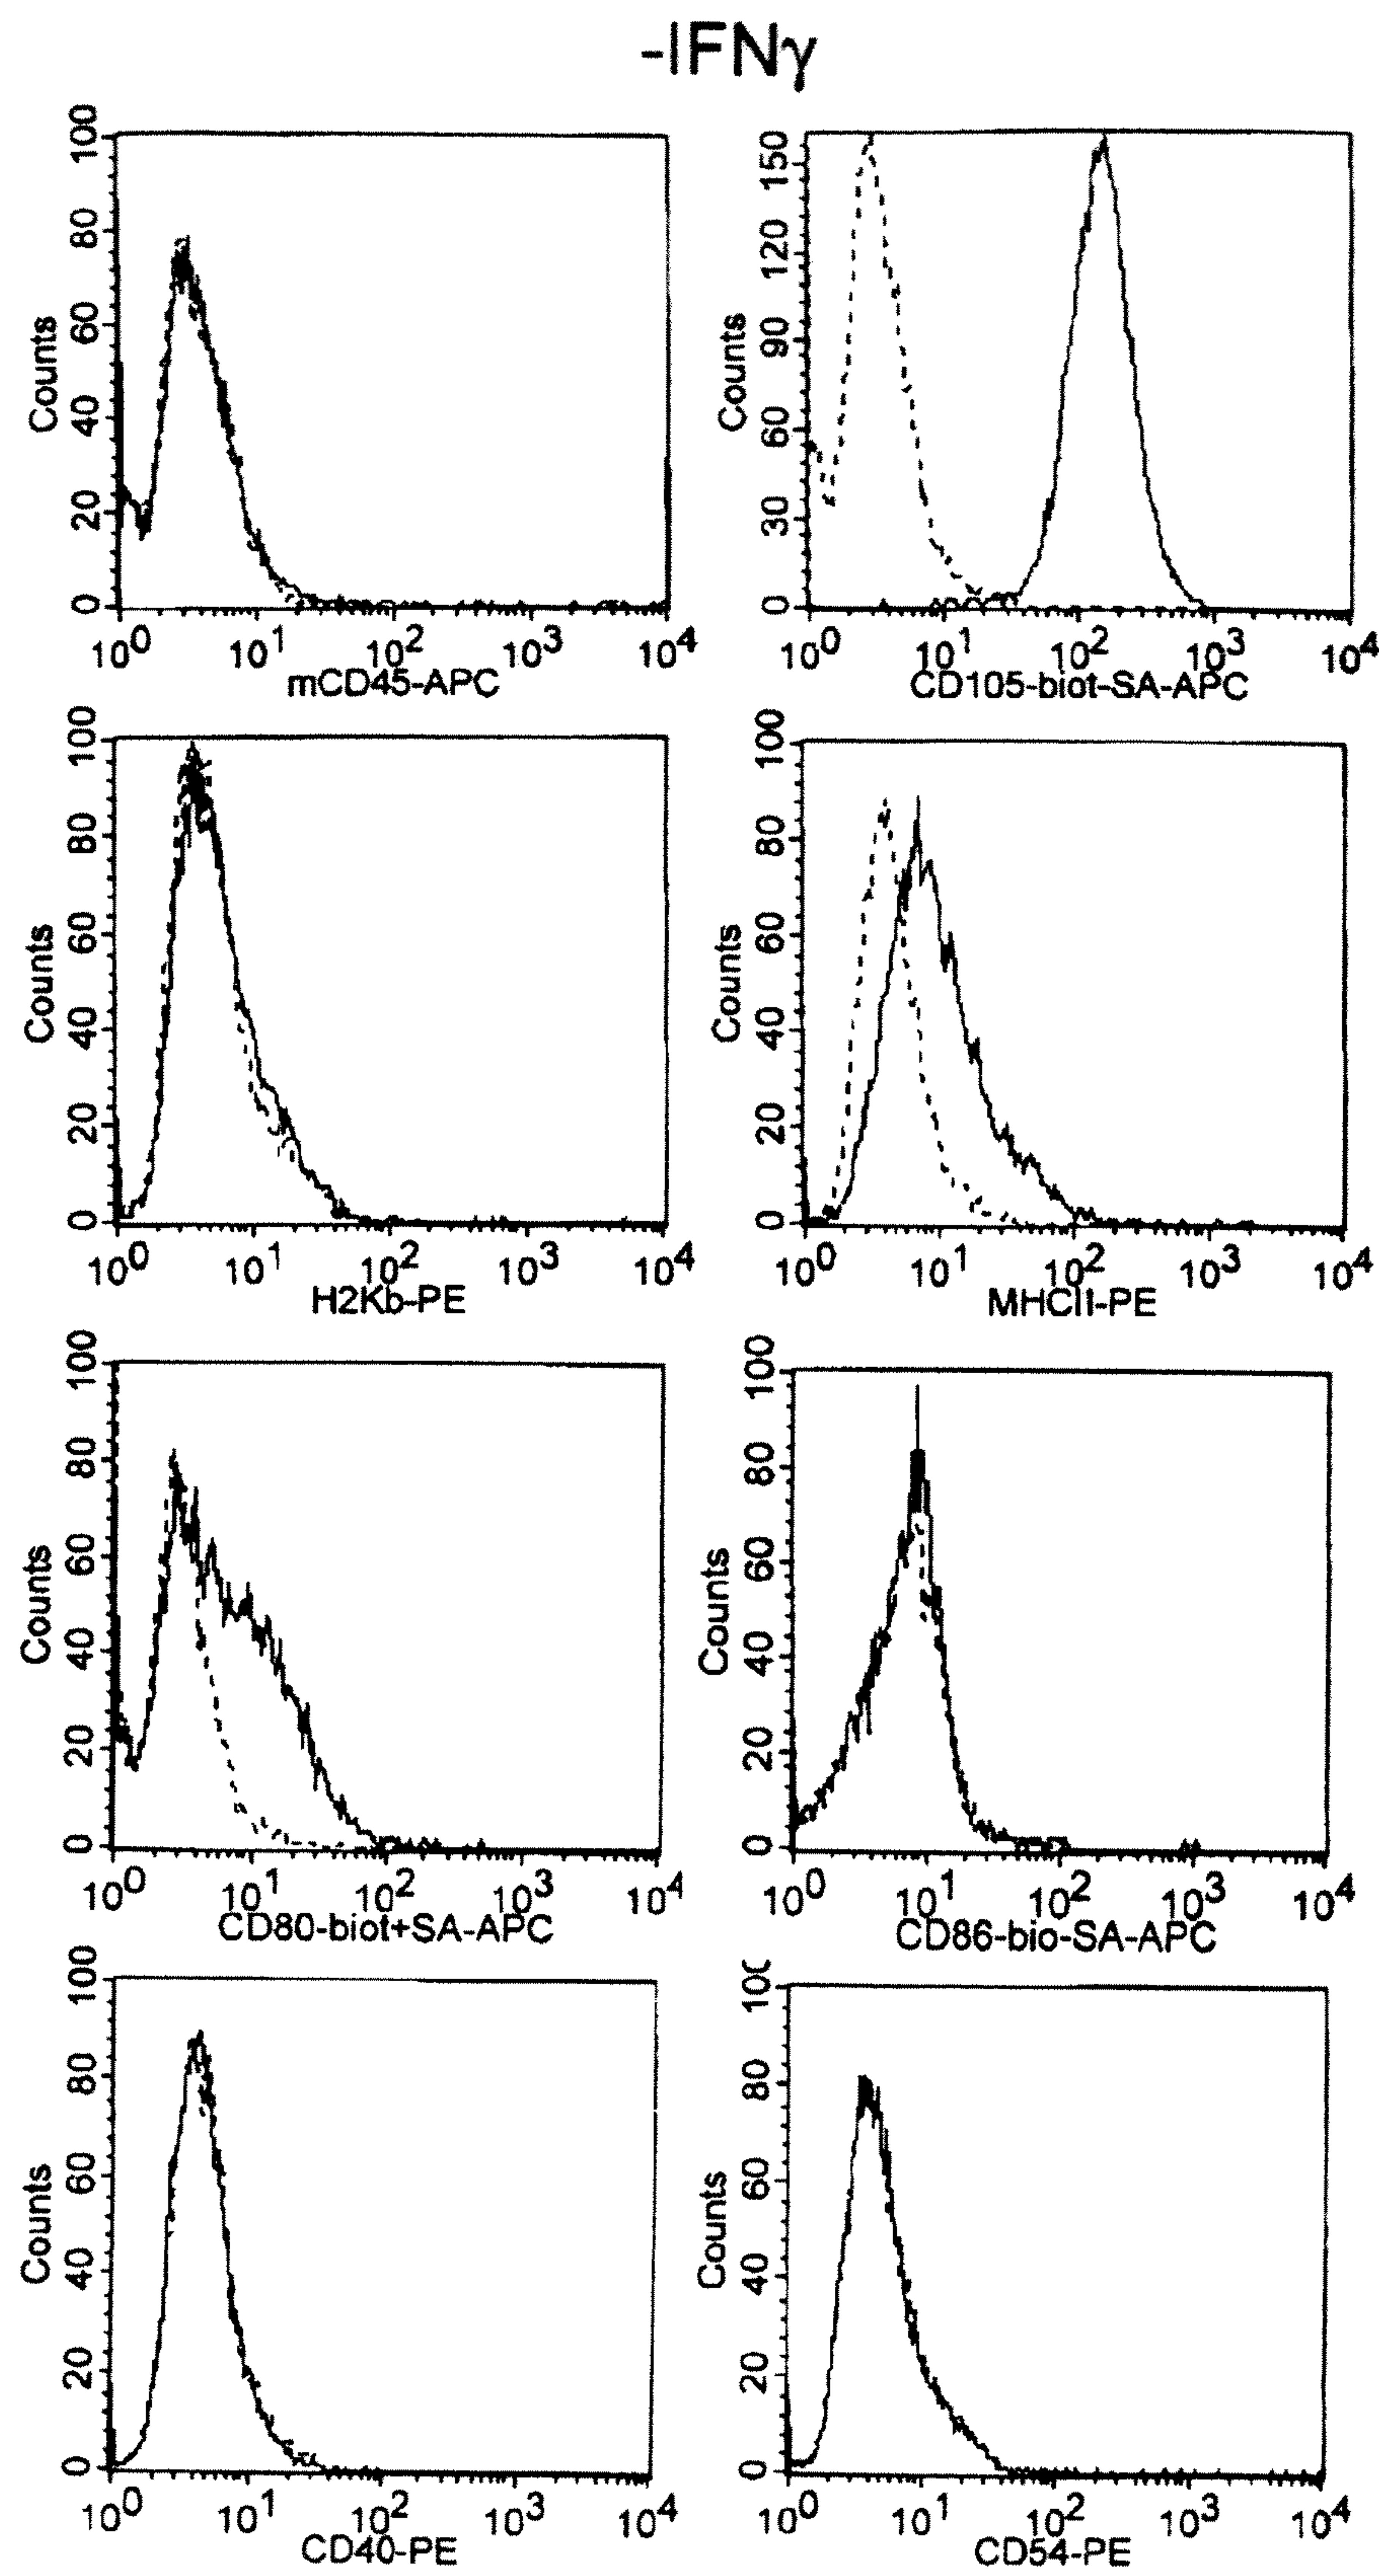 -IFNγ
100 80 60 40 20 0
Counts
10^0 10^1 10^2 10^3 10^4
mCD45-APC
150 120 90 60 30 0
Counts
10^0 10^1 10^2 10^3 10^4
CD105-biot-SA-APC
100 80 60 40 20 0
Counts
10^0 10^1 10^2 10^3 10^4
H2Kb-PE
100 80 60 40 20 0
Counts
10^0 10^1 10^2 10^3 10^4
MHCII-PE
100 80 60 40 20 0
Counts
10^0 10^1 10^2 10^3 10^4
CD80-biot+SA-APC
100 80 60 40 20 0
Counts
10^0 10^1 10^2 10^3 10^4
CD86-bio-SA-APC
100 80 60 40 20 0
Counts
10^0 10^1 10^2 10^3 10^4
CD40-PE
80 60 40 20 0
Counts
10^0 10^1 10^2 10^3 10^4
CD54-PE